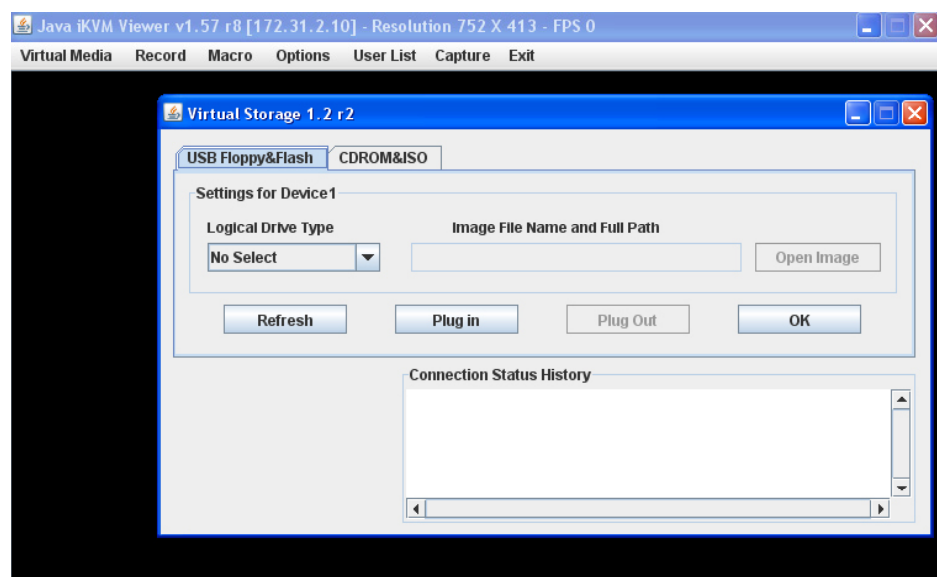 Java iKVM Viewer v1.57 r8 [172.31.2.10] - Resolution 752 X 413 - FPS 0
Virtual Media Record Macro Options User List Capture Exit
Virtual Storage 1.2 r2
USB Floppy&Flash CDROM&ISO
Settings for Device1
Logical Drive Type Image File Name and Full Path
No Select Open Image
Refresh Plug in Plug Out OK
Connection Status History